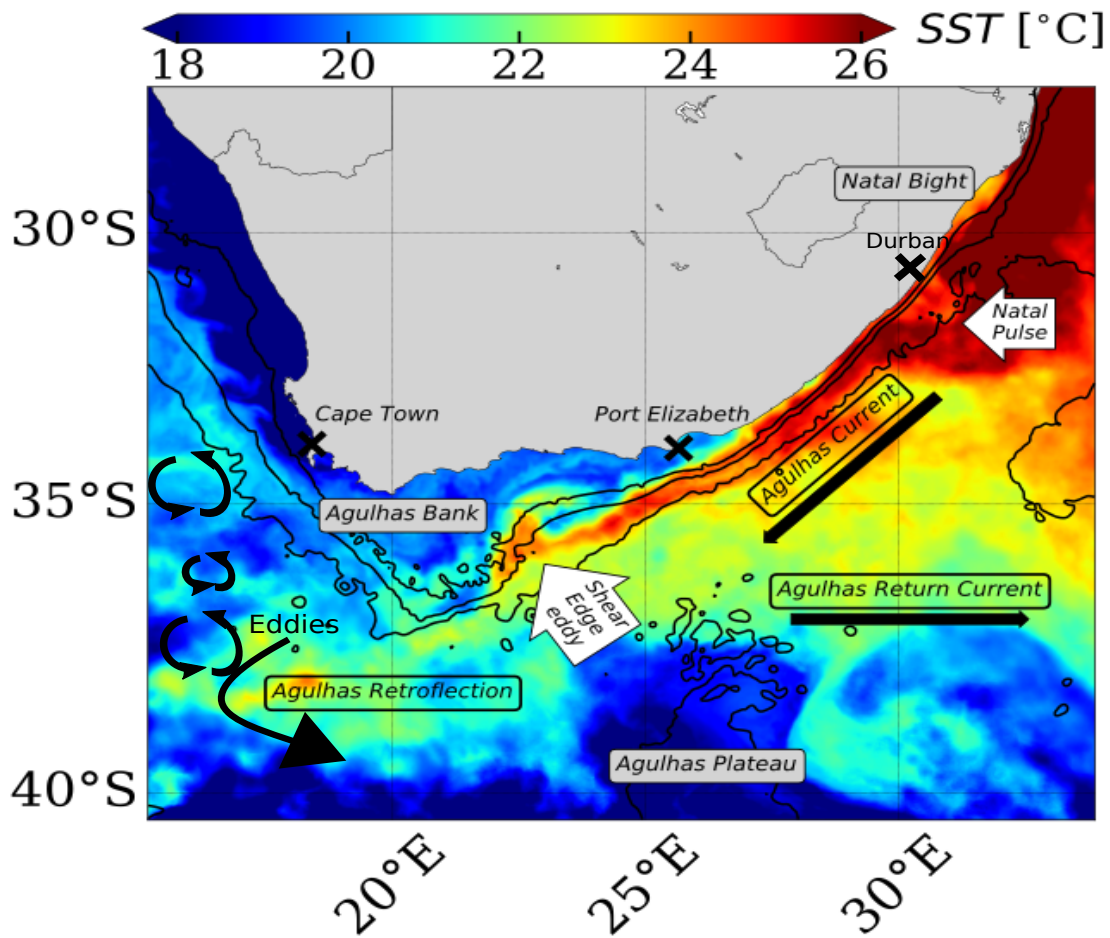 SST [°C]
18 20 22 24 26
Natal Bight
30°S
Durban
Natal
Pulse
Cape Town
Port Elizabeth
Agulhas Current
35°S
Agulhas Bank
Agulhas Return Current
Shear
Edge
eddy
Eddies
Agulhas Retroflection
Agulhas Plateau
40°S
20°E 25°E 30°E